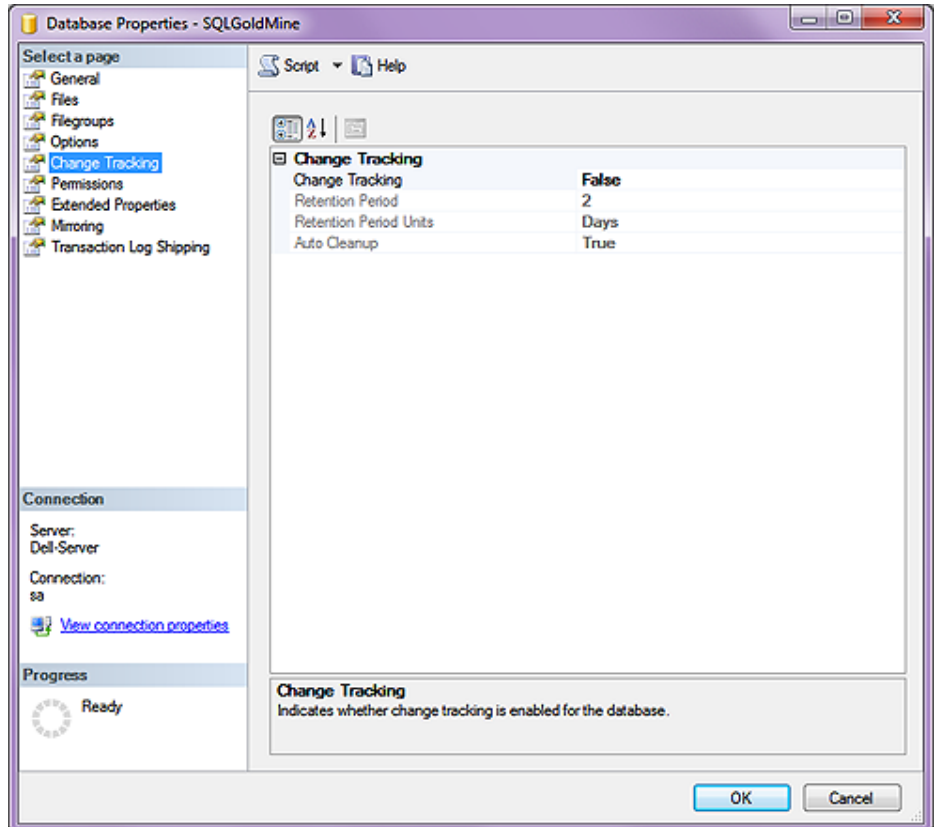 Database Properties - SQLGoldMine
Select a page
General
Files
Filegroups
Options
Change Tracking
Permissions
Extended Properties
Mirroring
Transaction Log Shipping
Connection
Server:
Dell-Server
Connection:
sa
View connection properties
Progress
Ready
Script Help
Change Tracking
Change Tracking False
Retention Period 2
Retention Period Units Days
Auto Cleanup True
Change Tracking
Indicates whether change tracking is enabled for the database.
OK Cancel